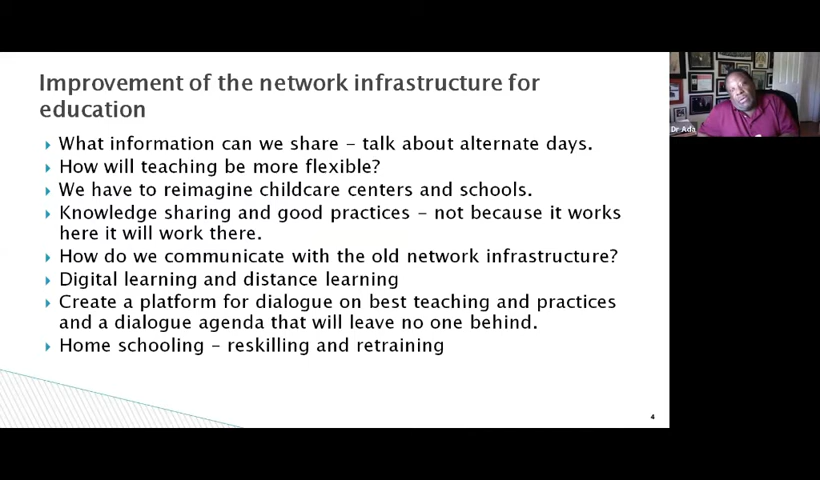 Improvement of the network infrastructure for
education
What information can we share – talk about alternate days.
How will teaching be more flexible?
We have to reimagine childcare centers and schools.
Knowledge sharing and good practices – not because it works
here it will work there.
How do we communicate with the old network infrastructure?
Digital learning and distance learning
Create a platform for dialogue on best teaching and practices
and a dialogue agenda that will leave no one behind.
Home schooling – reskilling and retraining
4
Dr Ada